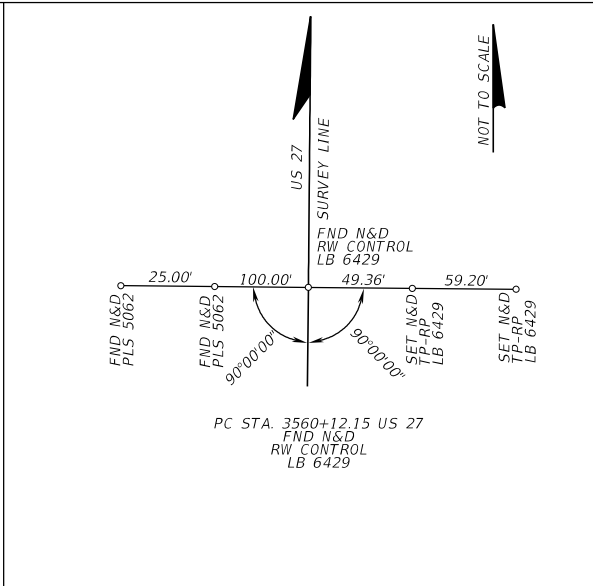 NOT TO SCALE
US 27
SURVEY LINE
FND N&D
RW CONTROL
LB 6429
25.00'
100.00'
49.36'
59.20'
FND N&D
PLS 5062
FND N&D
PLS 5062
SET N&D
TP-RP
LB 6429
SET N&D
TP-RP
LB 6429
90°00'00"
90°00'00"
PC STA. 3560+12.15 US 27
FND N&D
RW CONTROL
LB 6429